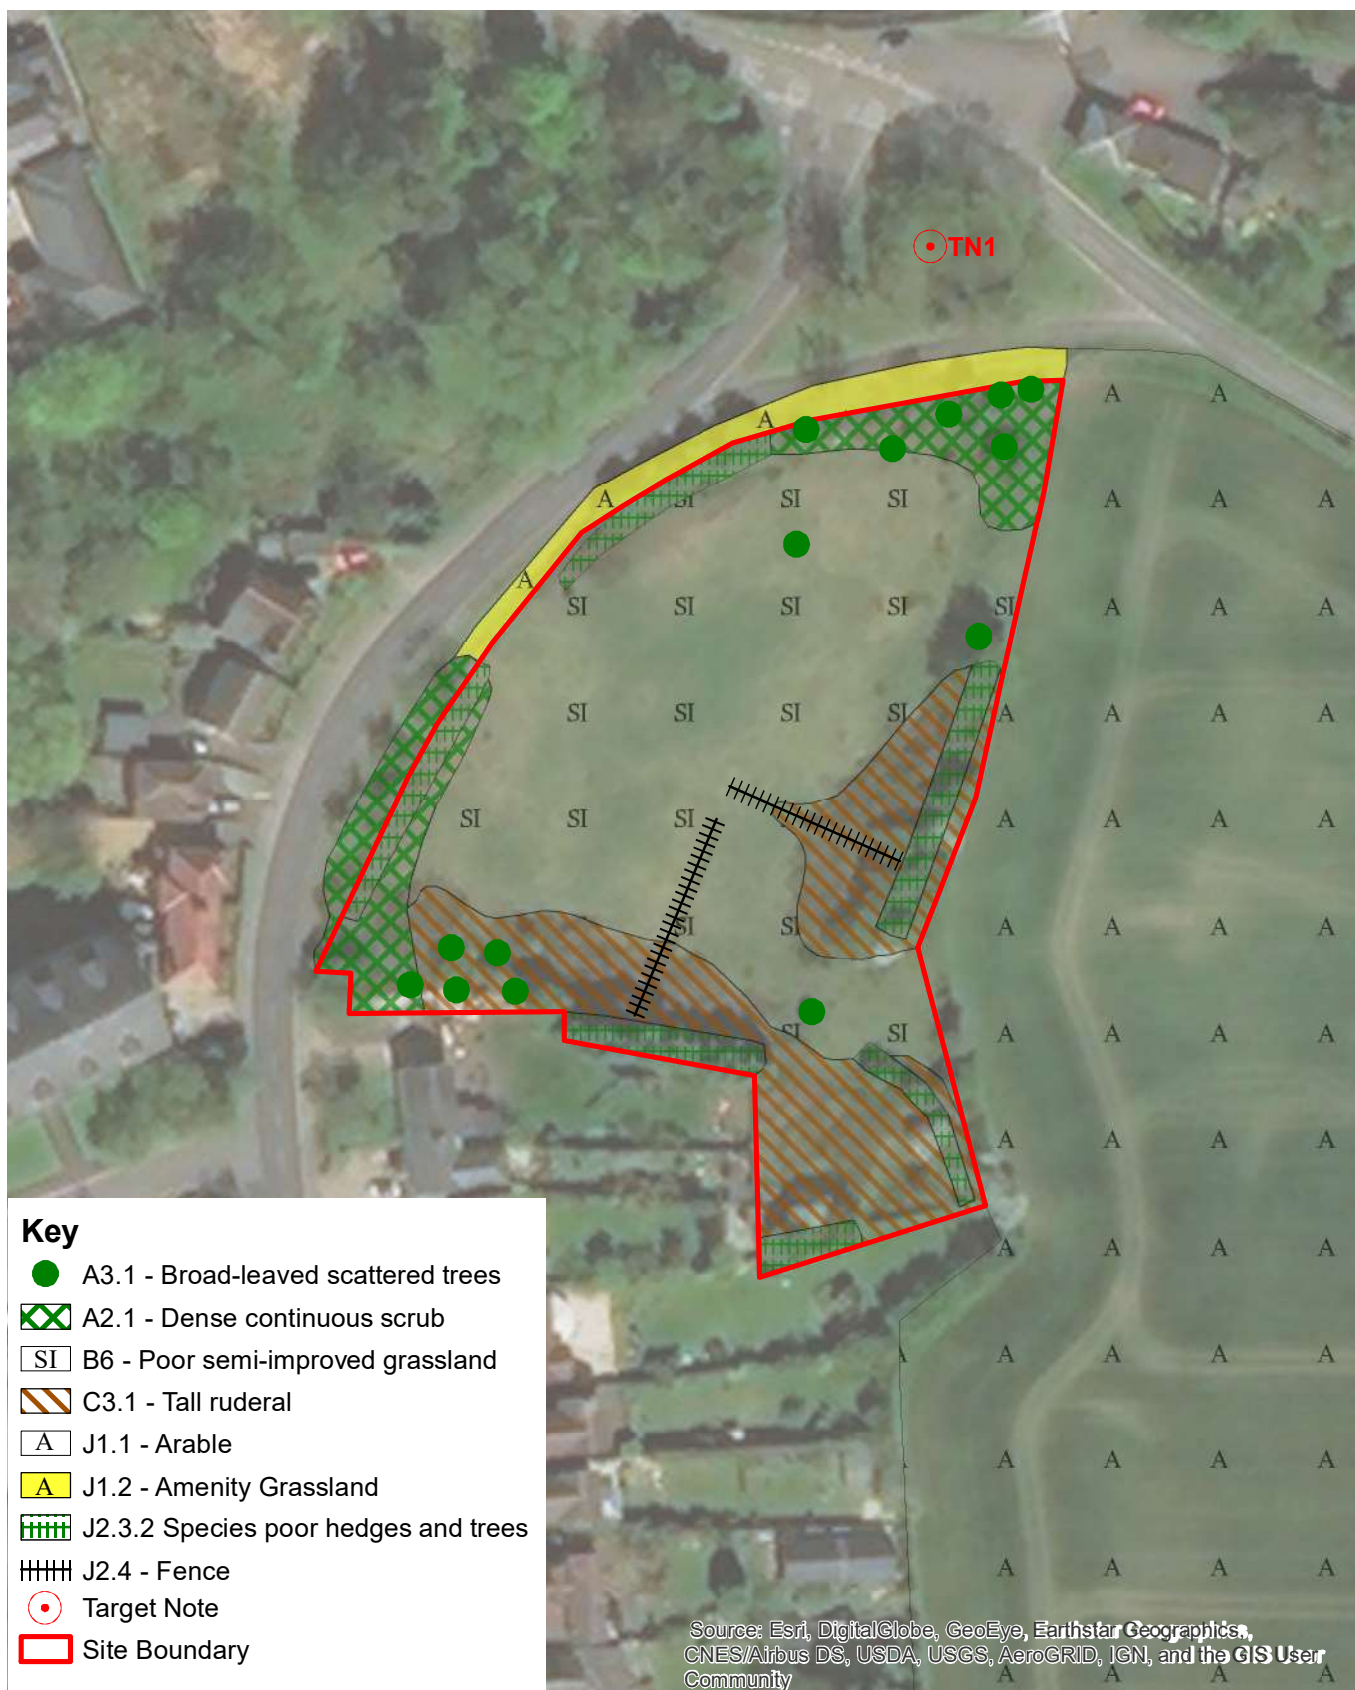 TN1
A A
A
A SI SI SI A A A
A SI SI SI SI SI A A A
SI SI SI SI A A A A
SI SI SI A A A A
SI SI A A A A
SI SI A A A A
A A A
A A A A
A A A A
A A A A
A A A A
A A A A
Key
A3.1 - Broad-leaved scattered trees
A2.1 - Dense continuous scrub
SI B6 - Poor semi-improved grassland
C3.1 - Tall ruderal
A J1.1 - Arable
A J1.2 - Amenity Grassland
J2.3.2 Species poor hedges and trees
J2.4 - Fence
Target Note
Site Boundary
Source: Esri, DigitalGlobe, GeoEye, Earthstar Geographics,
CNES/Airbus DS, USDA, USGS, AeroGRID, IGN, and the GIS User
Community
A A A A